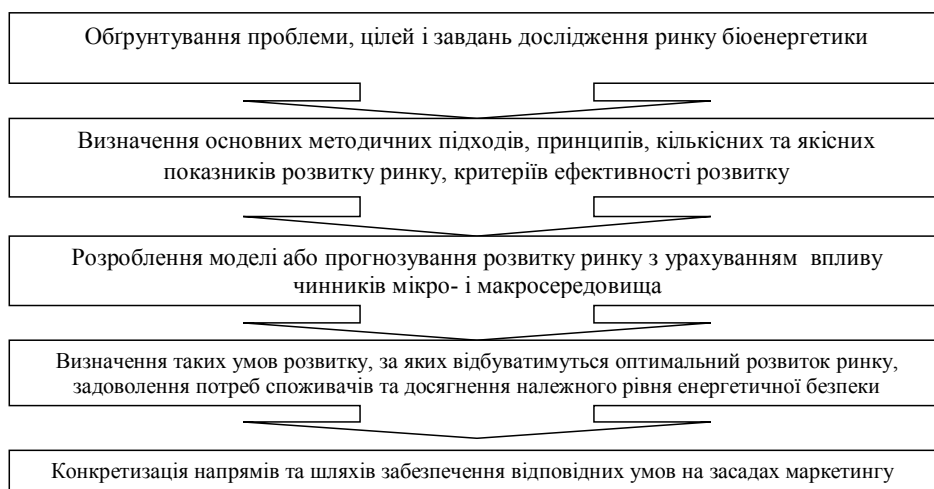 Обґрунтування проблеми, цілей і завдань дослідження ринку біоенергетики
Визначення основних методичних підходів, принципів, кількісних та якісних
показників розвитку ринку, критеріїв ефективності розвитку
Розроблення моделі або прогнозування розвитку ринку з урахуванням впливу
чинників мікро- і макросередовища
Визначення таких умов розвитку, за яких відбуватимуться оптимальний розвиток ринку,
задоволення потреб споживачів та досягнення належного рівня енергетичної безпеки
Конкретизація напрямів та шляхів забезпечення відповідних умов на засадах маркетингу